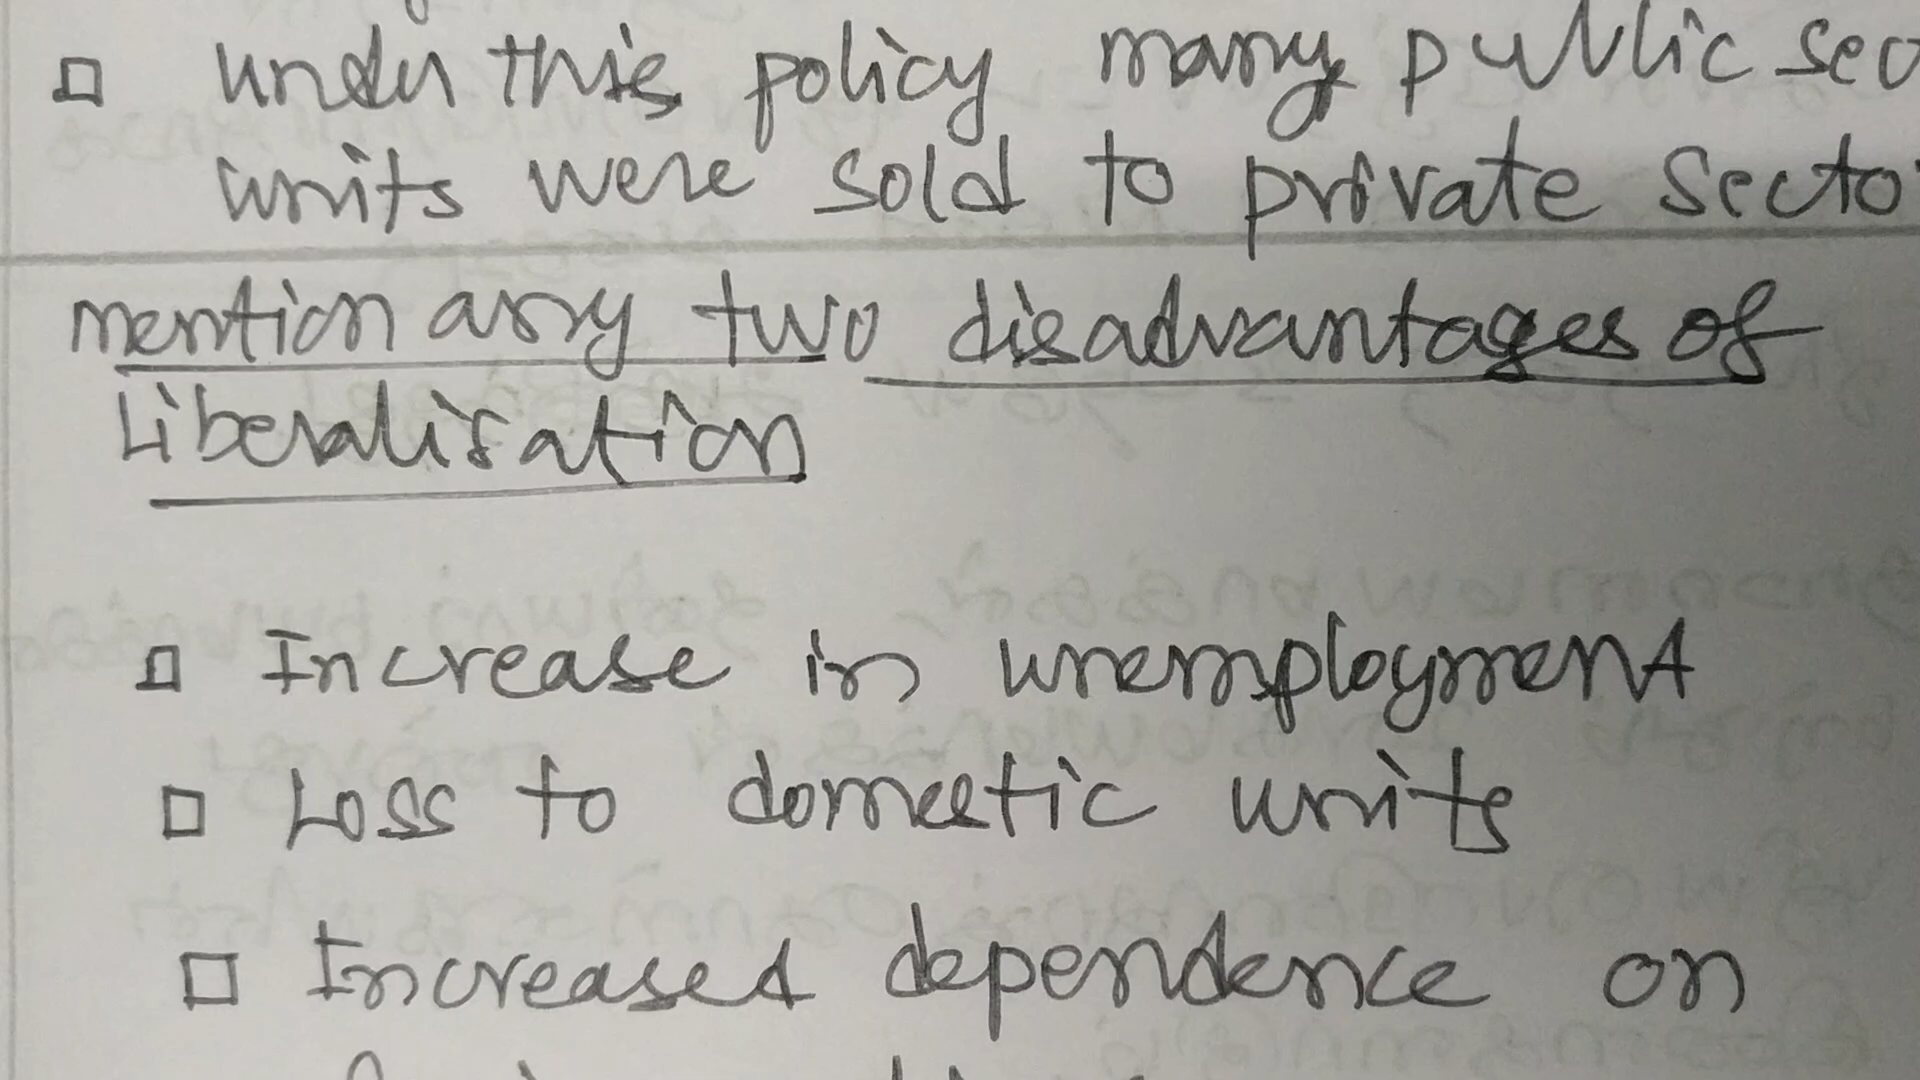 □ under this policy many public sec
units were sold to private secto
mention any two disadvantages of
Liberalisation
□ Increase in unemployment
□ Loss to domestic units
□ Increased dependence on